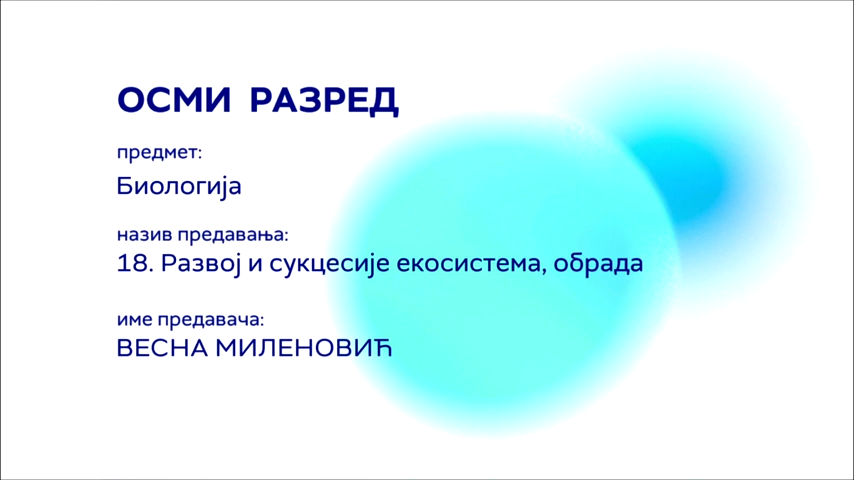 ОСМИ РАЗРЕД
предмет:
Биологија
назив предавања:
18. Развој и сукцесије екосистема, обрада
име предавача:
ВЕСНА МИЛЕНОВИЋ